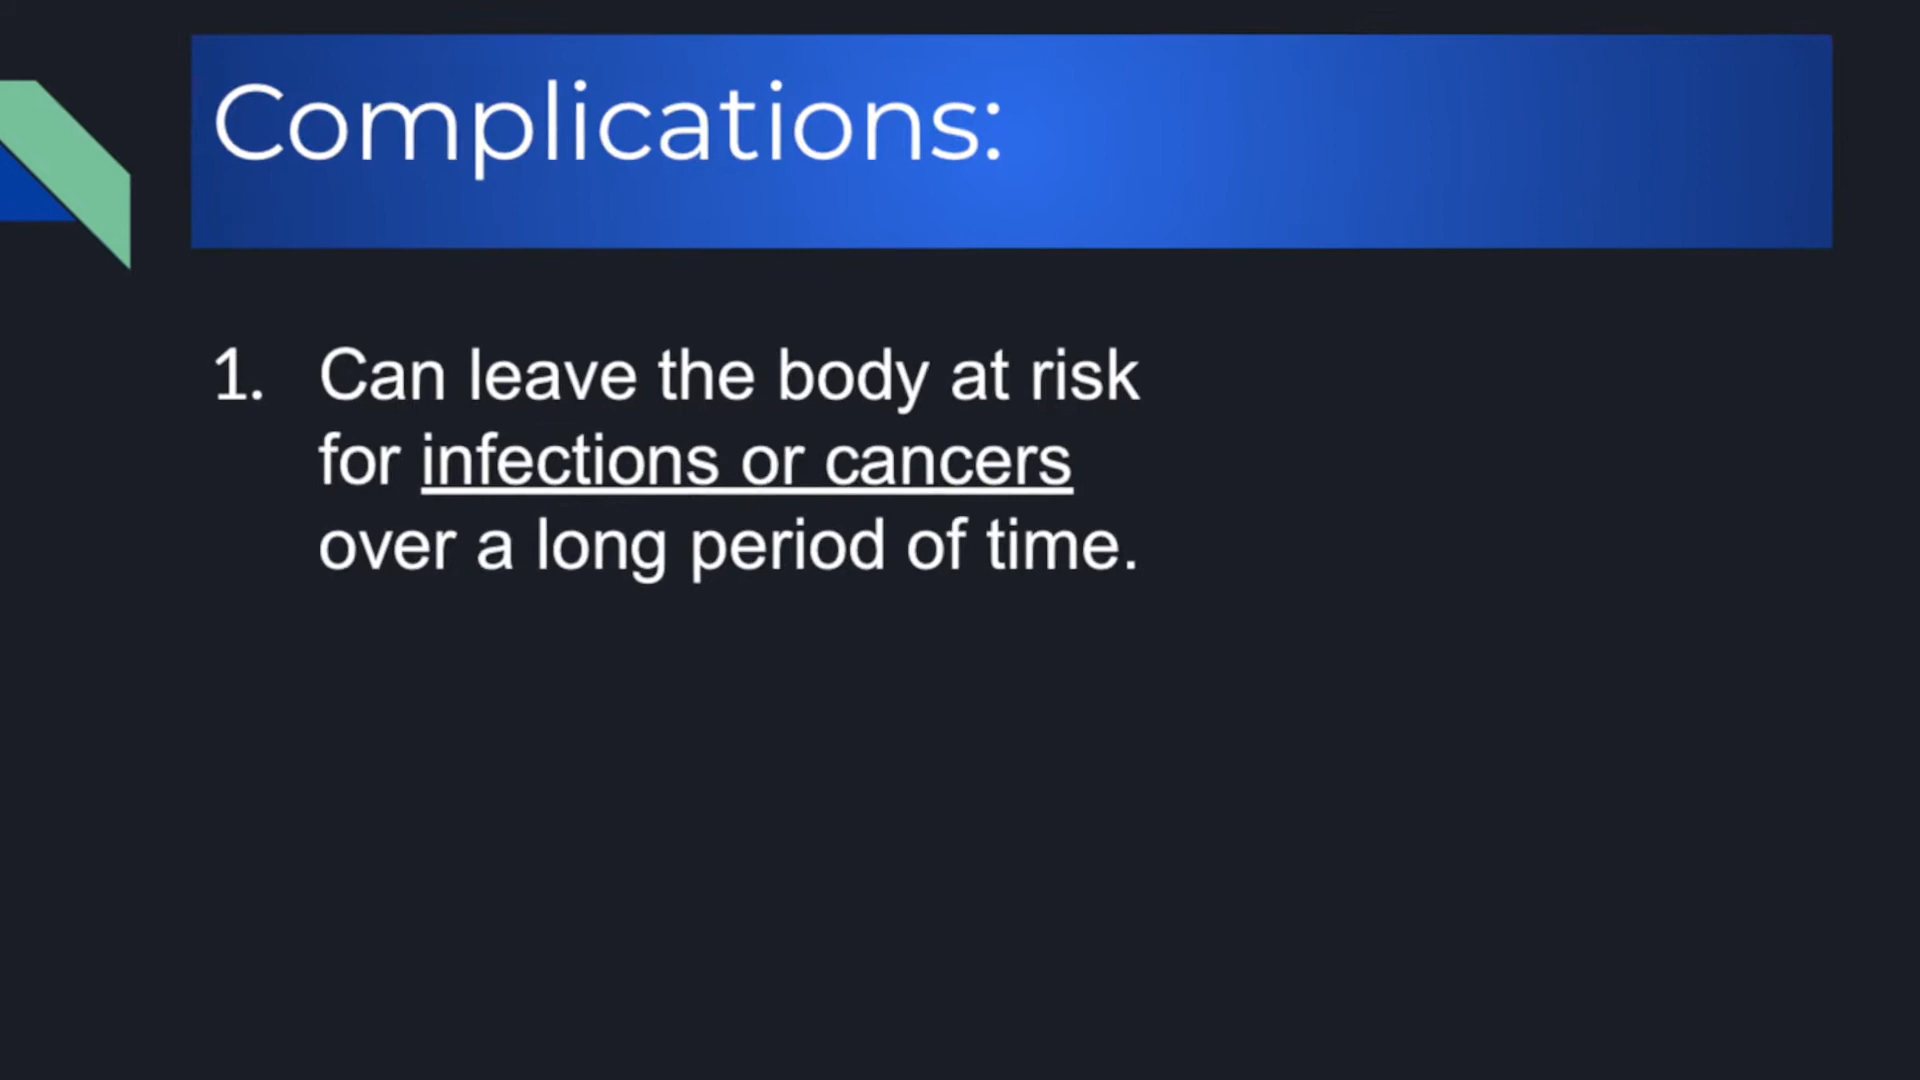 Complications:
1. Can leave the body at risk
for infections or cancers
over a long period of time.